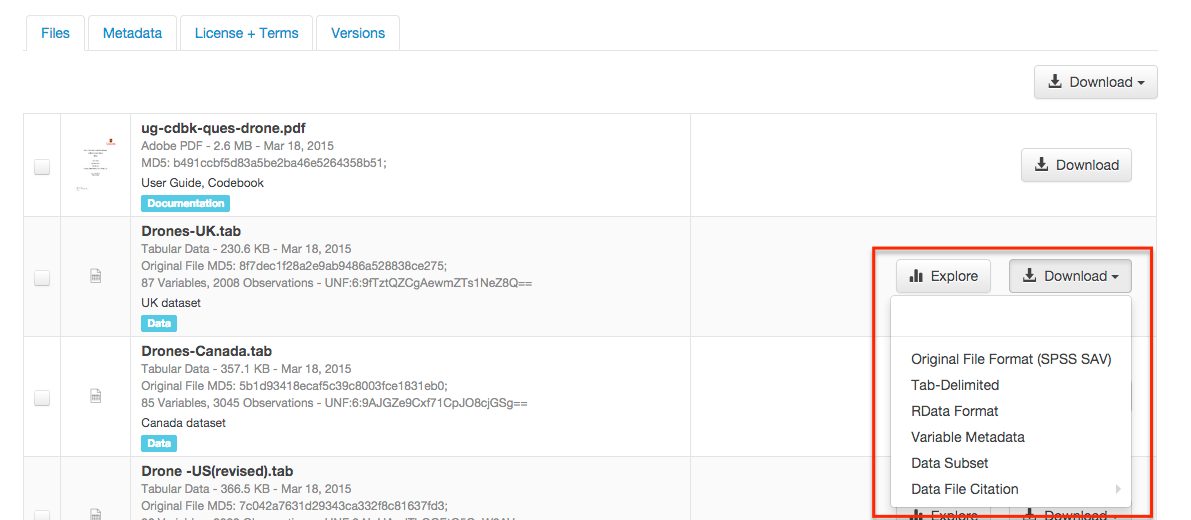 Files
Metadata
License + Terms
Versions
Download
ug-cdbk-ques-drone.pdf
Adobe PDF - 2.6 MB - Mar 18, 2015
MD5: b491ccbf5d83a5be2ba46e5264358b51;
User Guide, Codebook
Documentation
Download
Drones-UK.tab
Tabular Data - 230.6 KB - Mar 18, 2015
Original File MD5: 8f7dec1f28a2e9ab9486a528838ce275;
87 Variables, 2008 Observations - UNF:6:9fTztQZCgAewmZTs1NeZ8Q==
UK dataset
Data
Explore
Download
Original File Format (SPSS SAV)
Tab-Delimited
RData Format
Variable Metadata
Data Subset
Data File Citation
Drones-Canada.tab
Tabular Data - 357.1 KB - Mar 18, 2015
Original File MD5: 5b1d93418ecaf5c39c8003fce1831eb0;
85 Variables, 3045 Observations - UNF:6:9AJGZe9Cxf71CpJO8cjGSg==
Canada dataset
Data
Drone -US(revised).tab
Tabular Data - 366.5 KB - Mar 18, 2015
Original File MD5: 7c042a7631d29343ca332f8c81637fd3;
Explore
Download